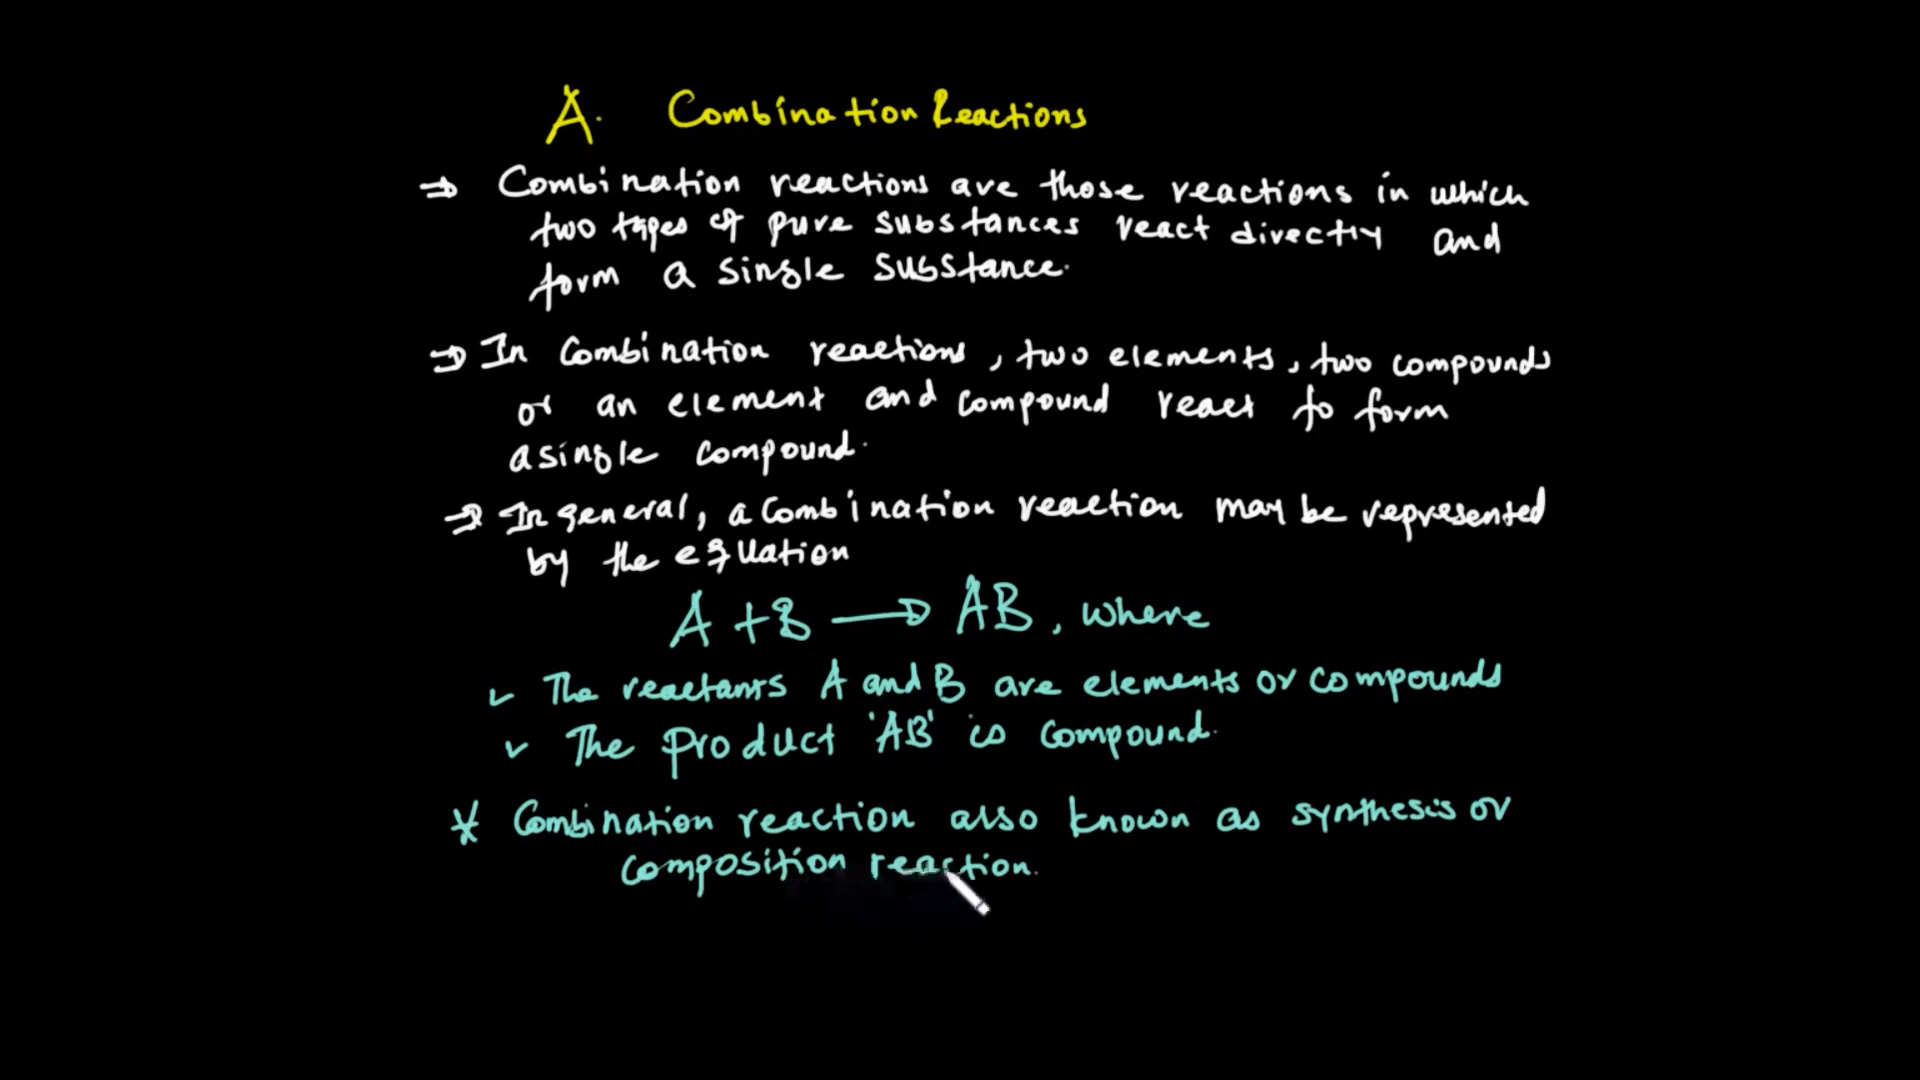 A. Combination Reactions
⇒ Combination reactions are those reactions in which
two types of pure substances react directly and
form a single substance.
⇒ In combination reactions, two elements, two compounds
or an element and compound react to form
a single compound.
⇒ In general, a combination reaction may be represented
by the equation
A + B → AB, where
✓ The reactants A and B are elements or compounds
✓ The product 'AB' is compound.
* Combination reaction also known as synthesis or
composition reaction.